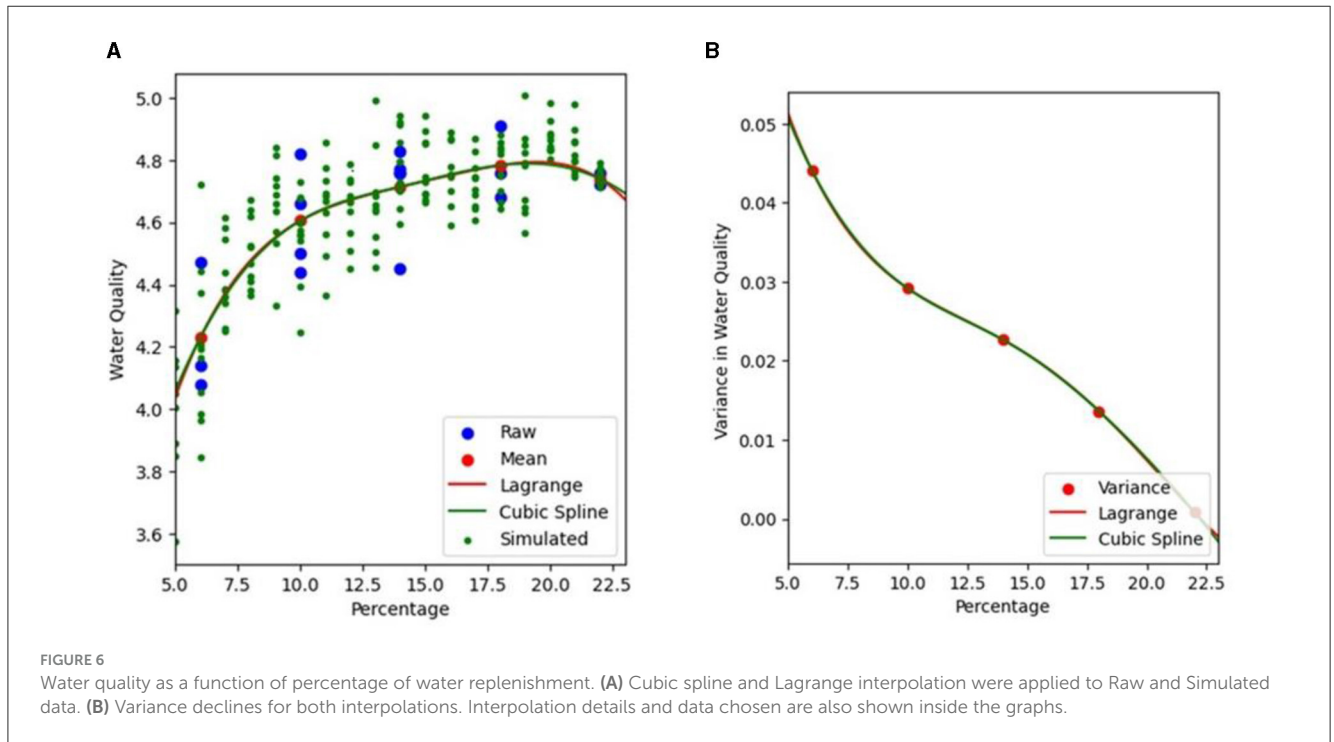 A
B
5.0
4.8
4.6
4.4
4.2
4.0
3.8
3.6
Water Quality
5.0 7.5 10.0 12.5 15.0 17.5 20.0 22.5
Percentage
Raw
Mean
Lagrange
Cubic Spline
Simulated
0.05
0.04
0.03
0.02
0.01
0.00
Variance in Water Quality
5.0 7.5 10.0 12.5 15.0 17.5 20.0 22.5
Percentage
Variance
Lagrange
Cubic Spline
FIGURE 6
Water quality as a function of percentage of water replenishment. (A) Cubic spline and Lagrange interpolation were applied to Raw and Simulated
data. (B) Variance declines for both interpolations. Interpolation details and data chosen are also shown inside the graphs.